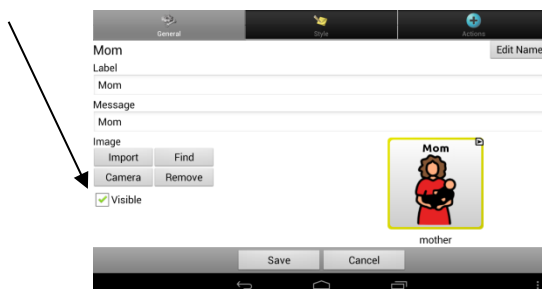 General Style Actions
Mom Edit Name
Label
Mom
Message
Mom
Image
Import Find
Camera Remove
Visible
Mom
mother
Save Cancel